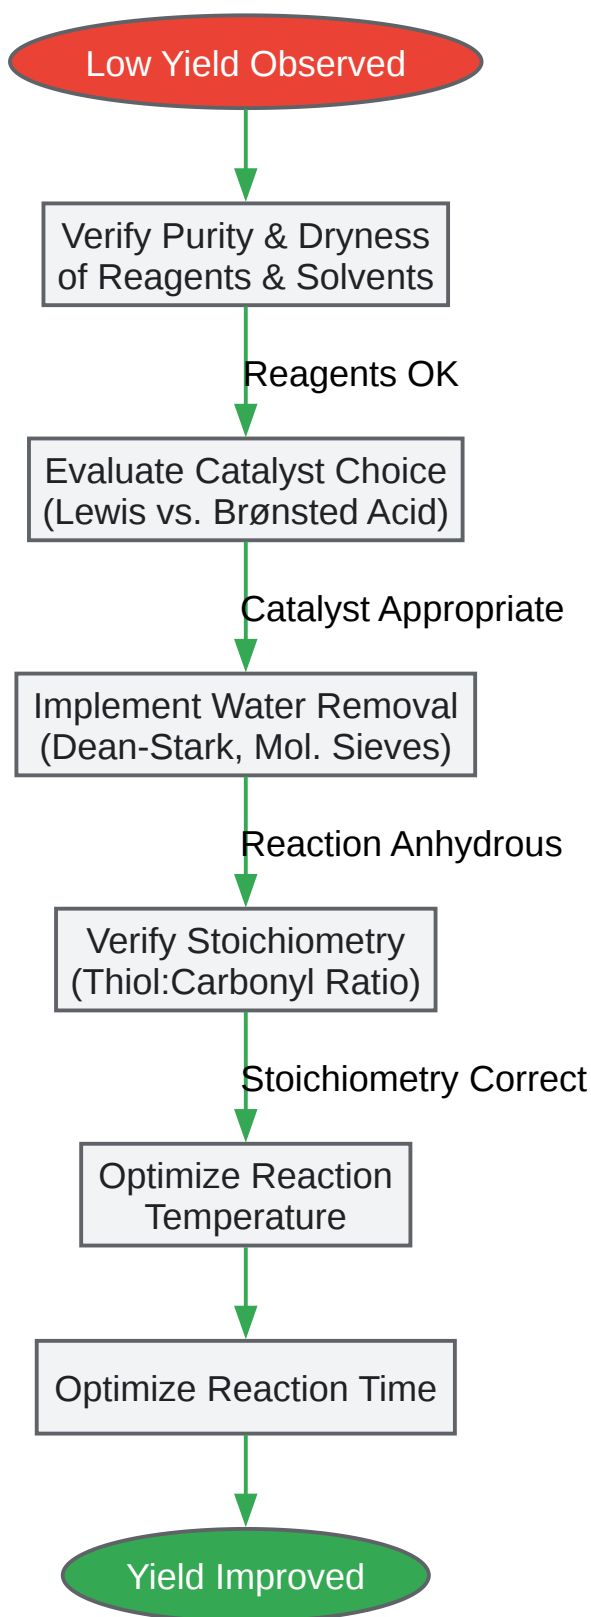 Low Yield Observed
Verify Purity & Dryness
of Reagents & Solvents
Reagents OK
Evaluate Catalyst Choice
(Lewis vs. Brønsted Acid)
Catalyst Appropriate
Implement Water Removal
(Dean-Stark, Mol. Sieves)
Reaction Anhydrous
Verify Stoichiometry
(Thiol:Carbonyl Ratio)
Stoichiometry Correct
Optimize Reaction
Temperature
Optimize Reaction Time
Yield Improved